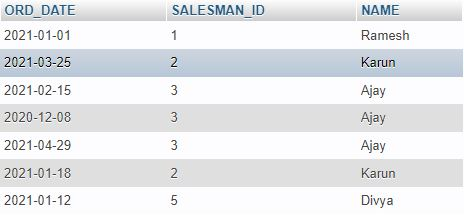 ORD_DATE SALESMAN_ID NAME
2021-01-01 1 Ramesh
2021-03-25 2 Karun
2021-02-15 3 Ajay
2020-12-08 3 Ajay
2021-04-29 3 Ajay
2021-01-18 2 Karun
2021-01-12 5 Divya